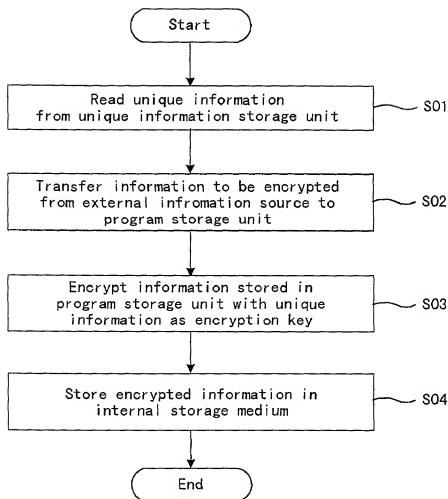 Start
Read unique information
from unique information storage unit
S01
Transfer information to be encrypted
from external infromation source to
program storage unit
S02
Encrypt information stored in
program storage unit with unique
information as encryption key
S03
Store encrypted information in
internal storage medium
S04
End